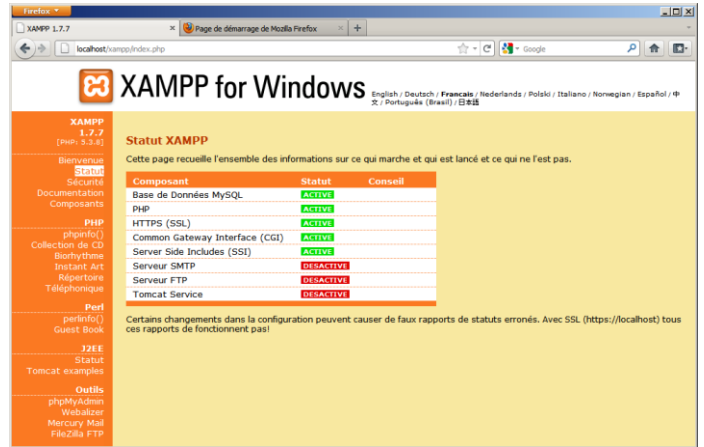 Firefox
XAMPP 1.7.7
Page de démarrage de Mozilla Firefox
localhost/xampp/index.php
Google
XAMPP for Windows
English / Deutsch / Francais / Nederlands / Polski / Italiano / Norwegian / Español / 中
文 / Português (Brasil) / 日本語
XAMPP
1.7.7
[PHP: 5.3.8]
Bienvenue
Statut
Sécurité
Documentation
Composants
PHP
phpinfo()
Collection de CD
Biorhythme
Instant Art
Répertoire
Téléphonique
Perl
perlinfo()
Guest Book
J2EE
Statut
Tomcat examples
Outils
phpMyAdmin
Webalizer
Mercury Mail
FileZilla FTP
Statut XAMPP
Cette page recueille l'ensemble des informations sur ce qui marche et qui est lancé et ce qui ne l'est pas.
Composant Statut Conseil
Base de Données MySQL ACTIVE
PHP ACTIVE
HTTPS (SSL) ACTIVE
Common Gateway Interface (CGI) ACTIVE
Server Side Includes (SSI) ACTIVE
Serveur SMTP DESACTIVE
Serveur FTP DESACTIVE
Tomcat Service DESACTIVE
Certains changements dans la configuration peuvent causer de faux rapports de statuts erronés. Avec SSL (https://localhost) tous
ces rapports de fonctionnent pas!